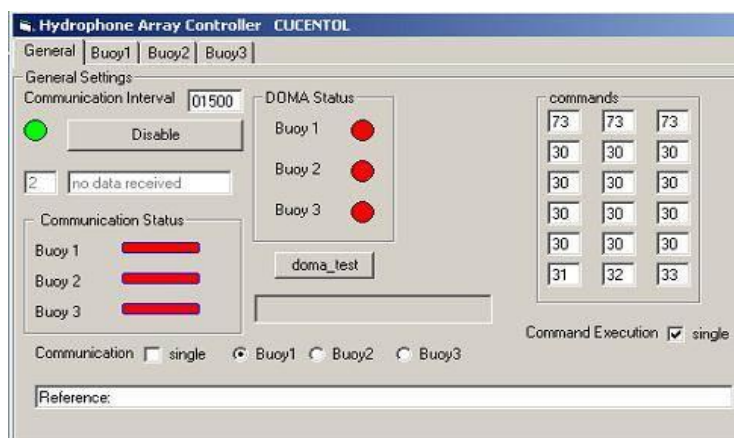 Hydrophone Array Controller CUCENTOL
General Buoy1 Buoy2 Buoy3
General Settings
Communication Interval 01500
Disable
2 no data received
Communication Status
Buoy 1
Buoy 2
Buoy 3
DOMA Status
Buoy 1
Buoy 2
Buoy 3
doma_test
commands
73 73 73
30 30 30
30 30 30
30 30 30
30 30 30
31 32 33
Command Execution single
Communication single Buoy1 Buoy2 Buoy3
Reference: